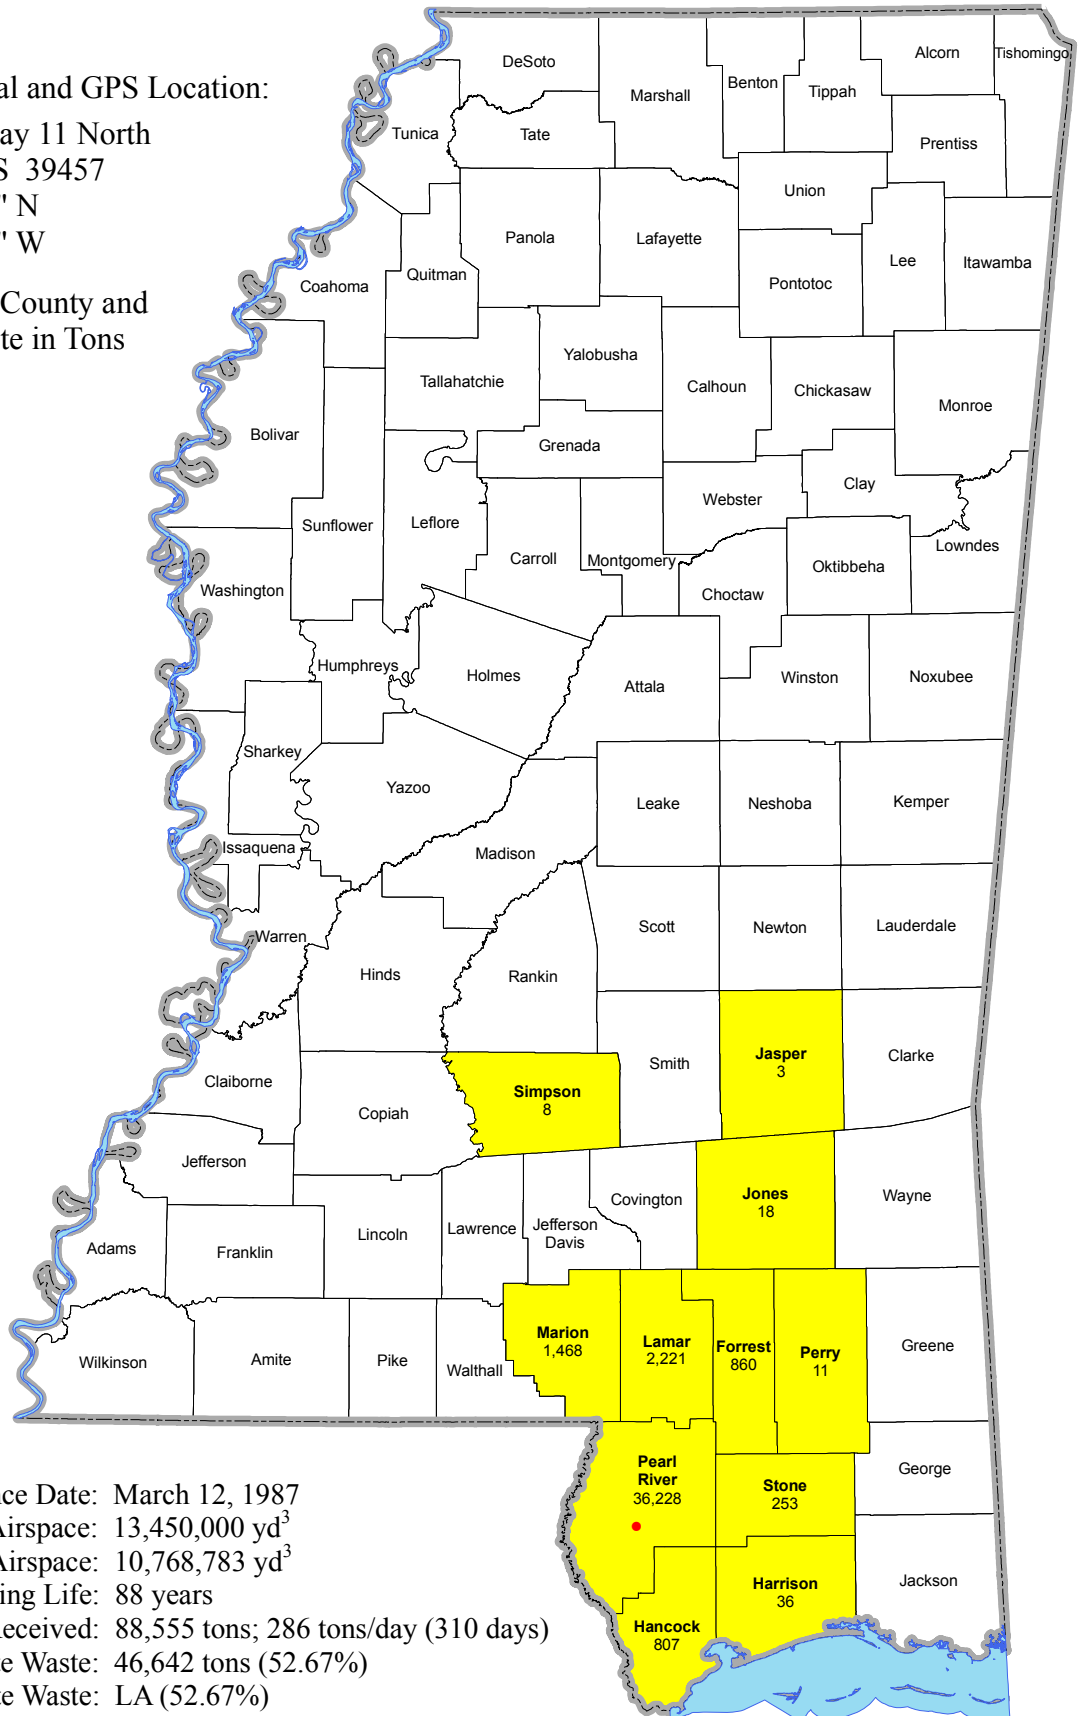 al and GPS Location:
ay 11 North
S 39457
" N
" W
County and
te in Tons
DeSoto
Marshall
Benton
Tippah
Alcorn
Tishomingo
Tunica
Tate
Prentiss
Union
Panola
Lafayette
Pontotoc
Lee
Itawamba
Coahoma
Quitman
Yalobusha
Tallahatchie
Calhoun
Chickasaw
Monroe
Bolivar
Grenada
Clay
Webster
Sunflower
Leflore
Carroll
Montgomery
Lowndes
Oktibbeha
Washington
Choctaw
Humphreys
Holmes
Attala
Winston
Noxubee
Sharkey
Yazoo
Leake
Neshoba
Kemper
Issaquena
Madison
Warren
Hinds
Rankin
Scott
Newton
Lauderdale
Simpson
8
Smith
Jasper
3
Clarke
Claiborne
Copiah
Jefferson
Lincoln
Lawrence
Jefferson
Davis
Covington
Jones
18
Wayne
Adams
Franklin
Wilkinson
Amite
Pike
Walthall
Marion
1,468
Lamar
2,221
Forrest
860
Perry
11
Greene
Pearl
River
36,228
Stone
253
George
Harrison
36
Jackson
Hancock
807
ce Date: March 12, 1987
Airspace: 13,450,000 yd³
Airspace: 10,768,783 yd³
ing Life: 88 years
Received: 88,555 tons; 286 tons/day (310 days)
te Waste: 46,642 tons (52.67%)
te Waste: LA (52.67%)